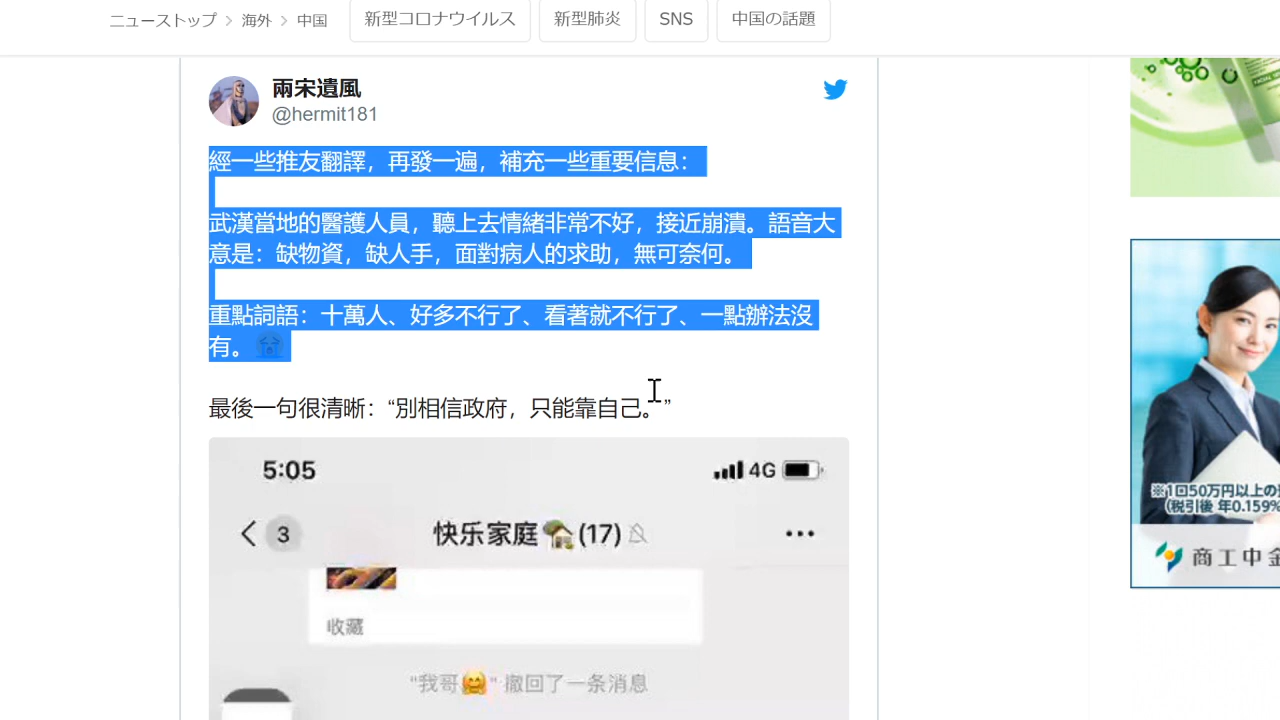 ニューストップ > 海外 > 中国 新型コロナウイルス 新型肺炎 SNS 中国の話題
兩宋遺風
@hermit181
經一些推友翻譯，再發一遍，補充一些重要信息：
武漢當地的醫護人員，聽上去情緒非常不好，接近崩潰。語音大
意是：缺物資，缺人手，面對病人的求助，無可奈何。
重點詞語：十萬人、好多不行了、看著就不行了、一點辦法沒
有。😭
最後一句很清晰：“別相信政府，只能靠自己。”
5:05 4G
3 快乐家庭🏡(17)
收藏
“我哥🤗” 撤回了一条消息
※1口50万円以上の
(税引後 年0.159%
商工中金